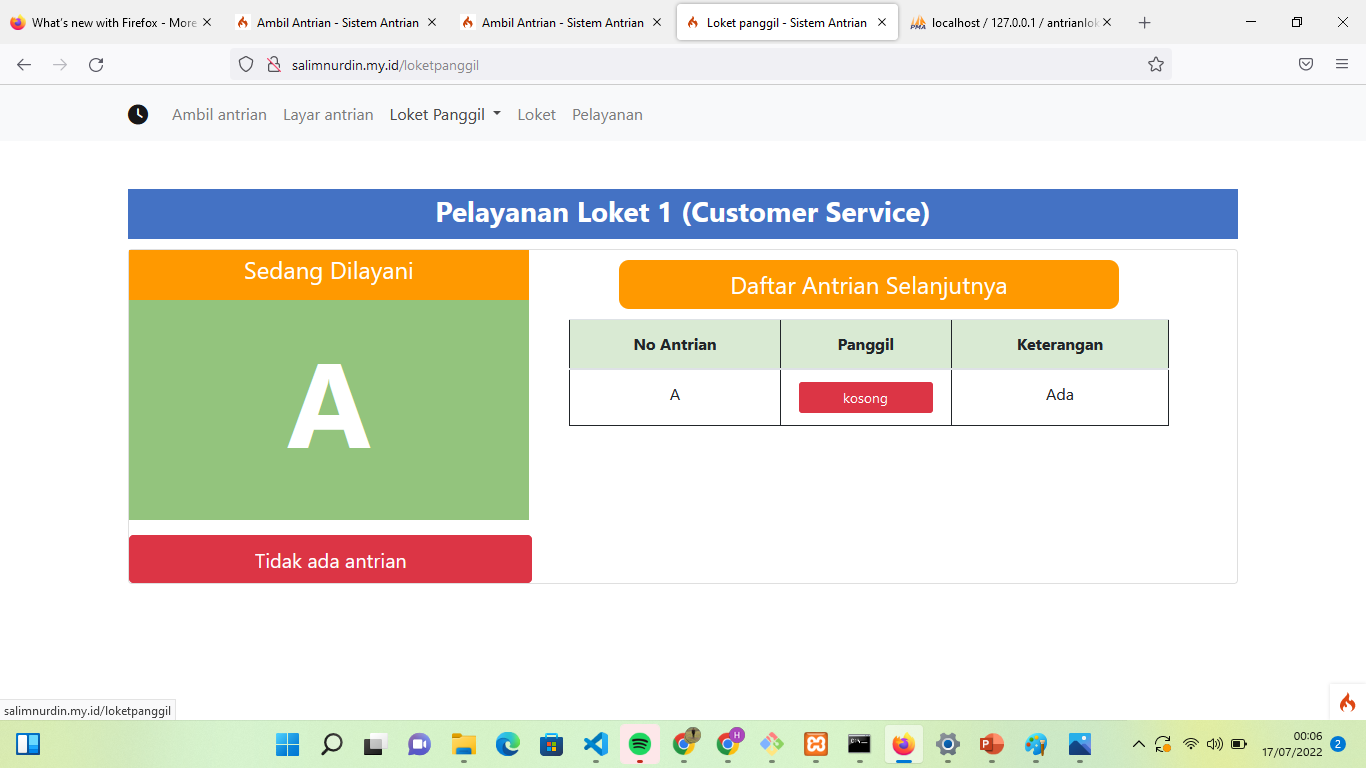 What's new with Firefox - More
Ambil Antrian - Sistem Antrian
Ambil Antrian - Sistem Antrian
Loket panggil - Sistem Antrian
PMA
localhost / 127.0.0.1 / antrianlok
salimnurdin.my.id/loketpanggil
Ambil antrian
Layar antrian
Loket Panggil
Loket
Pelayanan
Pelayanan Loket 1 (Customer Service)
Sedang Dilayani
A
Tidak ada antrian
Daftar Antrian Selanjutnya
No Antrian Panggil Keterangan
A kosong Ada
salimnurdin.my.id/loketpanggil
H
00:06
17/07/2022
2